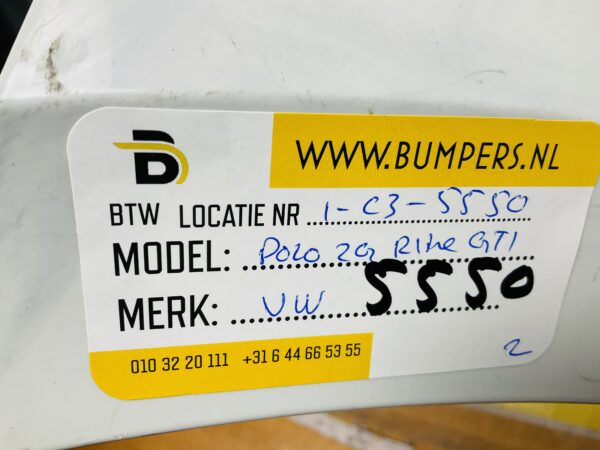 WWW.BUMPERS.NL
BTW LOCATIE NR 1-C3-5550
MODEL: POLO 2G Rline GTI
MERK: VW 5550
010 32 20 111 +31 6 44 66 53 55
2